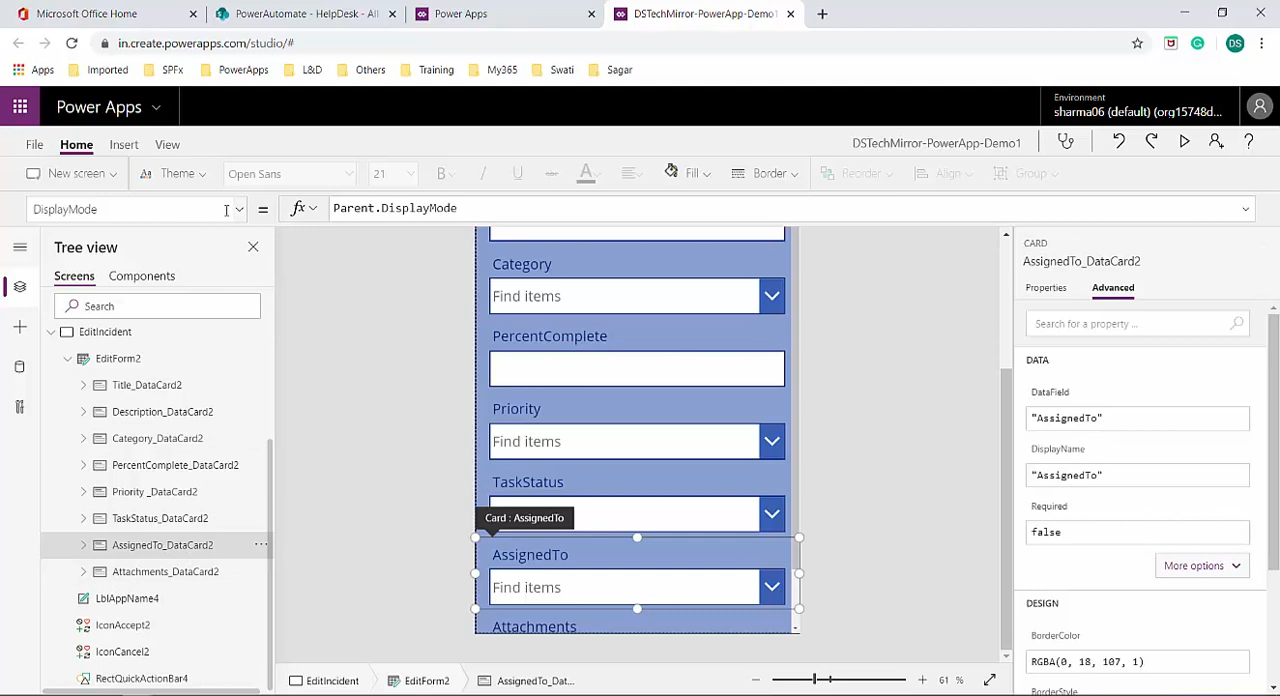 Microsoft Office Home
PowerAutomate - HelpDesk - All
Power Apps
DSTechMirror-PowerApp-Demo1
in.create.powerapps.com/studio/#
DS
Apps
Imported
SPFx
PowerApps
L&D
Others
Training
My365
Swati
Sagar
Power Apps
Environment
sharma06 (default) (org15748d...
File
Home
Insert
View
DSTechMirror-PowerApp-Demo1
New screen
Theme
Open Sans
21
B
/
U
abc
A
Fill
Border
Reorder
Align
Group
DisplayMode
=
fx
Parent.DisplayMode
Tree view
Screens
Components
Search
EditIncident
EditForm2
Title_DataCard2
Description_DataCard2
Category_DataCard2
PercentComplete_DataCard2
Priority _DataCard2
TaskStatus_DataCard2
AssignedTo_DataCard2
...
Attachments_DataCard2
LblAppName4
IconAccept2
IconCancel2
RectQuickActionBar4
Category
Find items
PercentComplete
Priority
Find items
TaskStatus
Card : AssignedTo
AssignedTo
Find items
Attachments
EditIncident
EditForm2
AssignedTo_Dat...
61 %
CARD
AssignedTo_DataCard2
Properties
Advanced
Search for a property ...
DATA
DataField
"AssignedTo"
DisplayName
"AssignedTo"
Required
false
More options
DESIGN
BorderColor
RGBA(0, 18, 107, 1)
BorderStyle